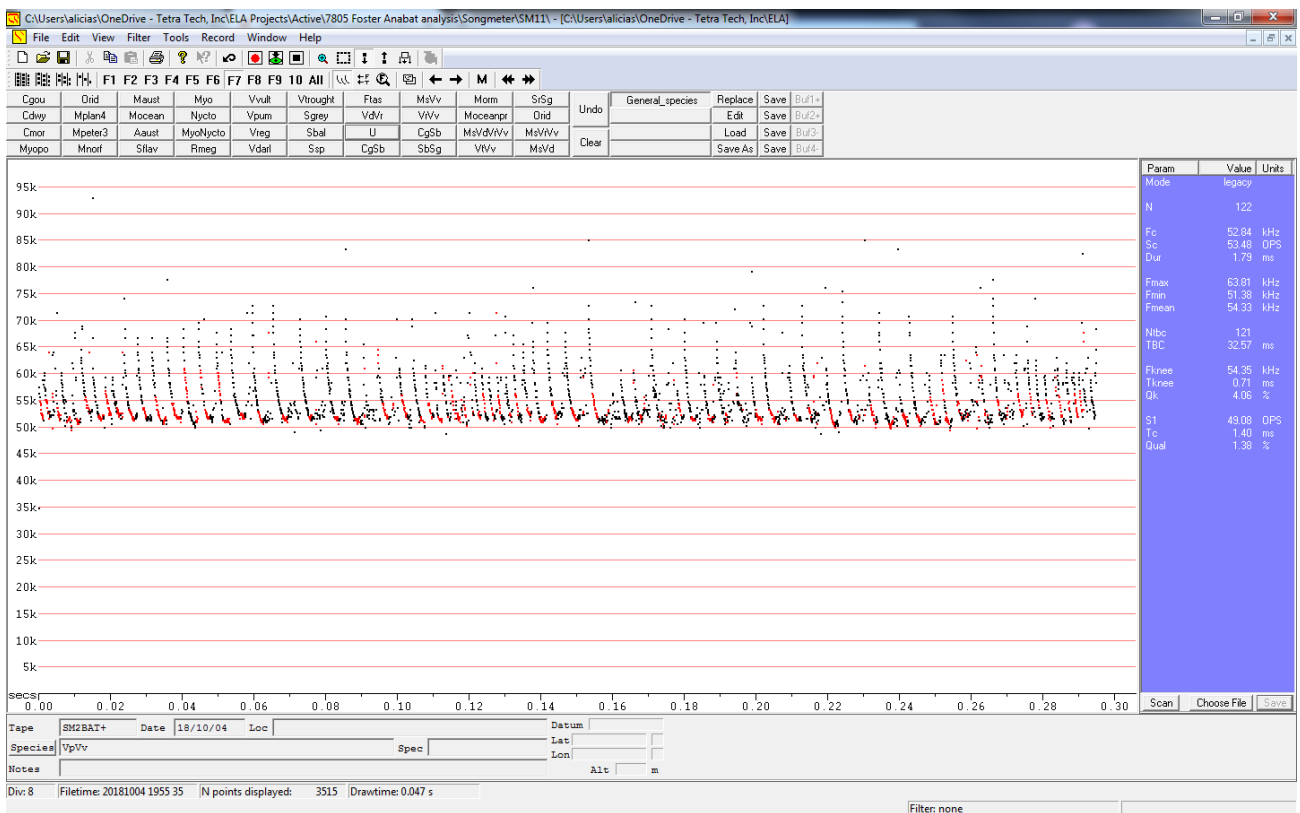 C:\Users\alicias\OneDrive - Tetra Tech, Inc\ELA Projects\Active\7805 Foster Anabat analysis\Songmeter\SM11\ - [C:\Users\alicias\OneDrive - Tetra Tech, Inc\ELA]
File Edit View Filter Tools Record Window Help
F1 F2 F3 F4 F5 F6 F7 F8 F9 10 All M
Cgou Orid Maust Myo Vvult Vtrought Ftas MsVv Morm SrSg Undo General_species Replace Save Buf1+
Cdwy Mplan4 Mocean Nycto Vpum Sgrey VdVr VrVv Moceanpr Orid Edit Save Buf2+
Cmor Mpeter3 Aaust MyoNycto Vreg Sbal U CgSb MsVdVrVv MsVrVv Clear Load Save Buf3-
Myopo Mnorf Sflav Rmeg Vdarl Ssp CgSb SbSg VtVv MsVd Save As Save Buf4-
Param Value Units
Mode legacy
N 122
Fc 52.84 kHz
Sc 53.48 OPS
Dur 1.79 ms
Fmax 63.81 kHz
Fmin 51.38 kHz
Fmean 54.33 kHz
Ntbc 121
TBC 32.57 ms
Fknee 54.35 kHz
Tknee 0.71 ms
Qk 4.06 %
S1 49.08 OPS
Tc 1.40 ms
Qual 1.38 %
95k
90k
85k
80k
75k
70k
65k
60k
55k
50k
45k
40k
35k
30k
25k
20k
15k
10k
5k
secs
0.00 0.02 0.04 0.06 0.08 0.10 0.12 0.14 0.16 0.18 0.20 0.22 0.24 0.26 0.28 0.30
Scan Choose File Save
Tape SM2BAT+ Date 18/10/04 Loc Datum
Species VpVv Spec Lat
Lon
Notes Alt m
Div: 8 Filetime: 20181004 1955 35 N points displayed: 3515 Drawtime: 0.047 s
Filter: none